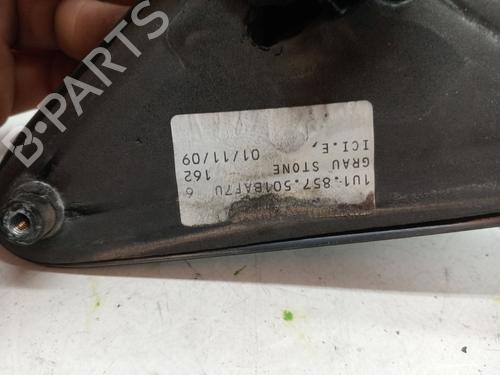 B-PARTS
1U1.857.501BAF7U 6
GRAU STONE 162
ICI.E, 01/11/09